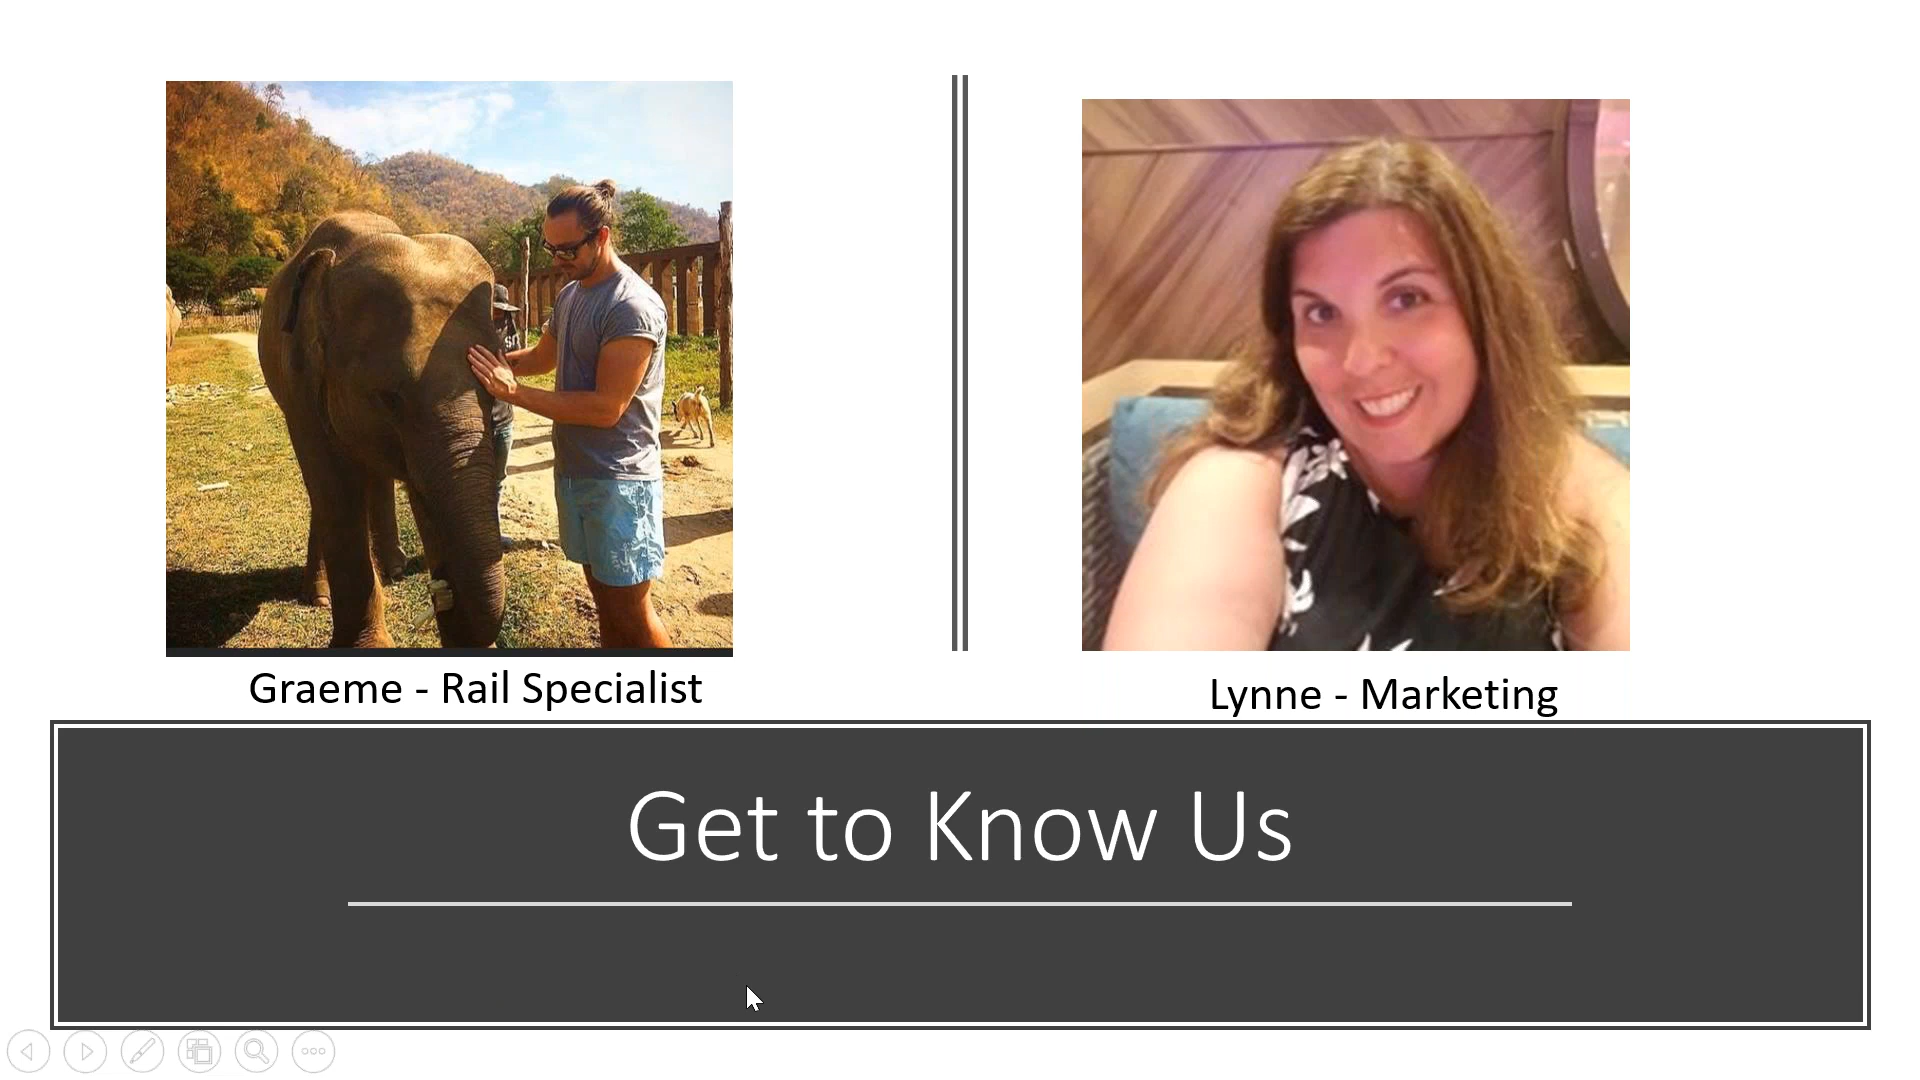 Graeme - Rail Specialist
Lynne - Marketing
Get to Know Us